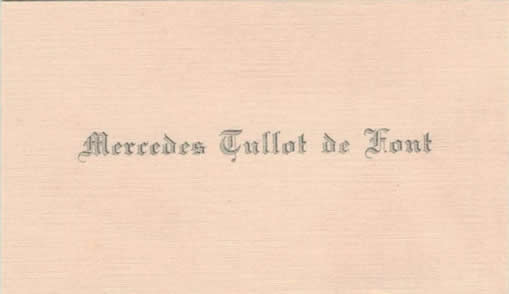 Mercedes Tullot de Font